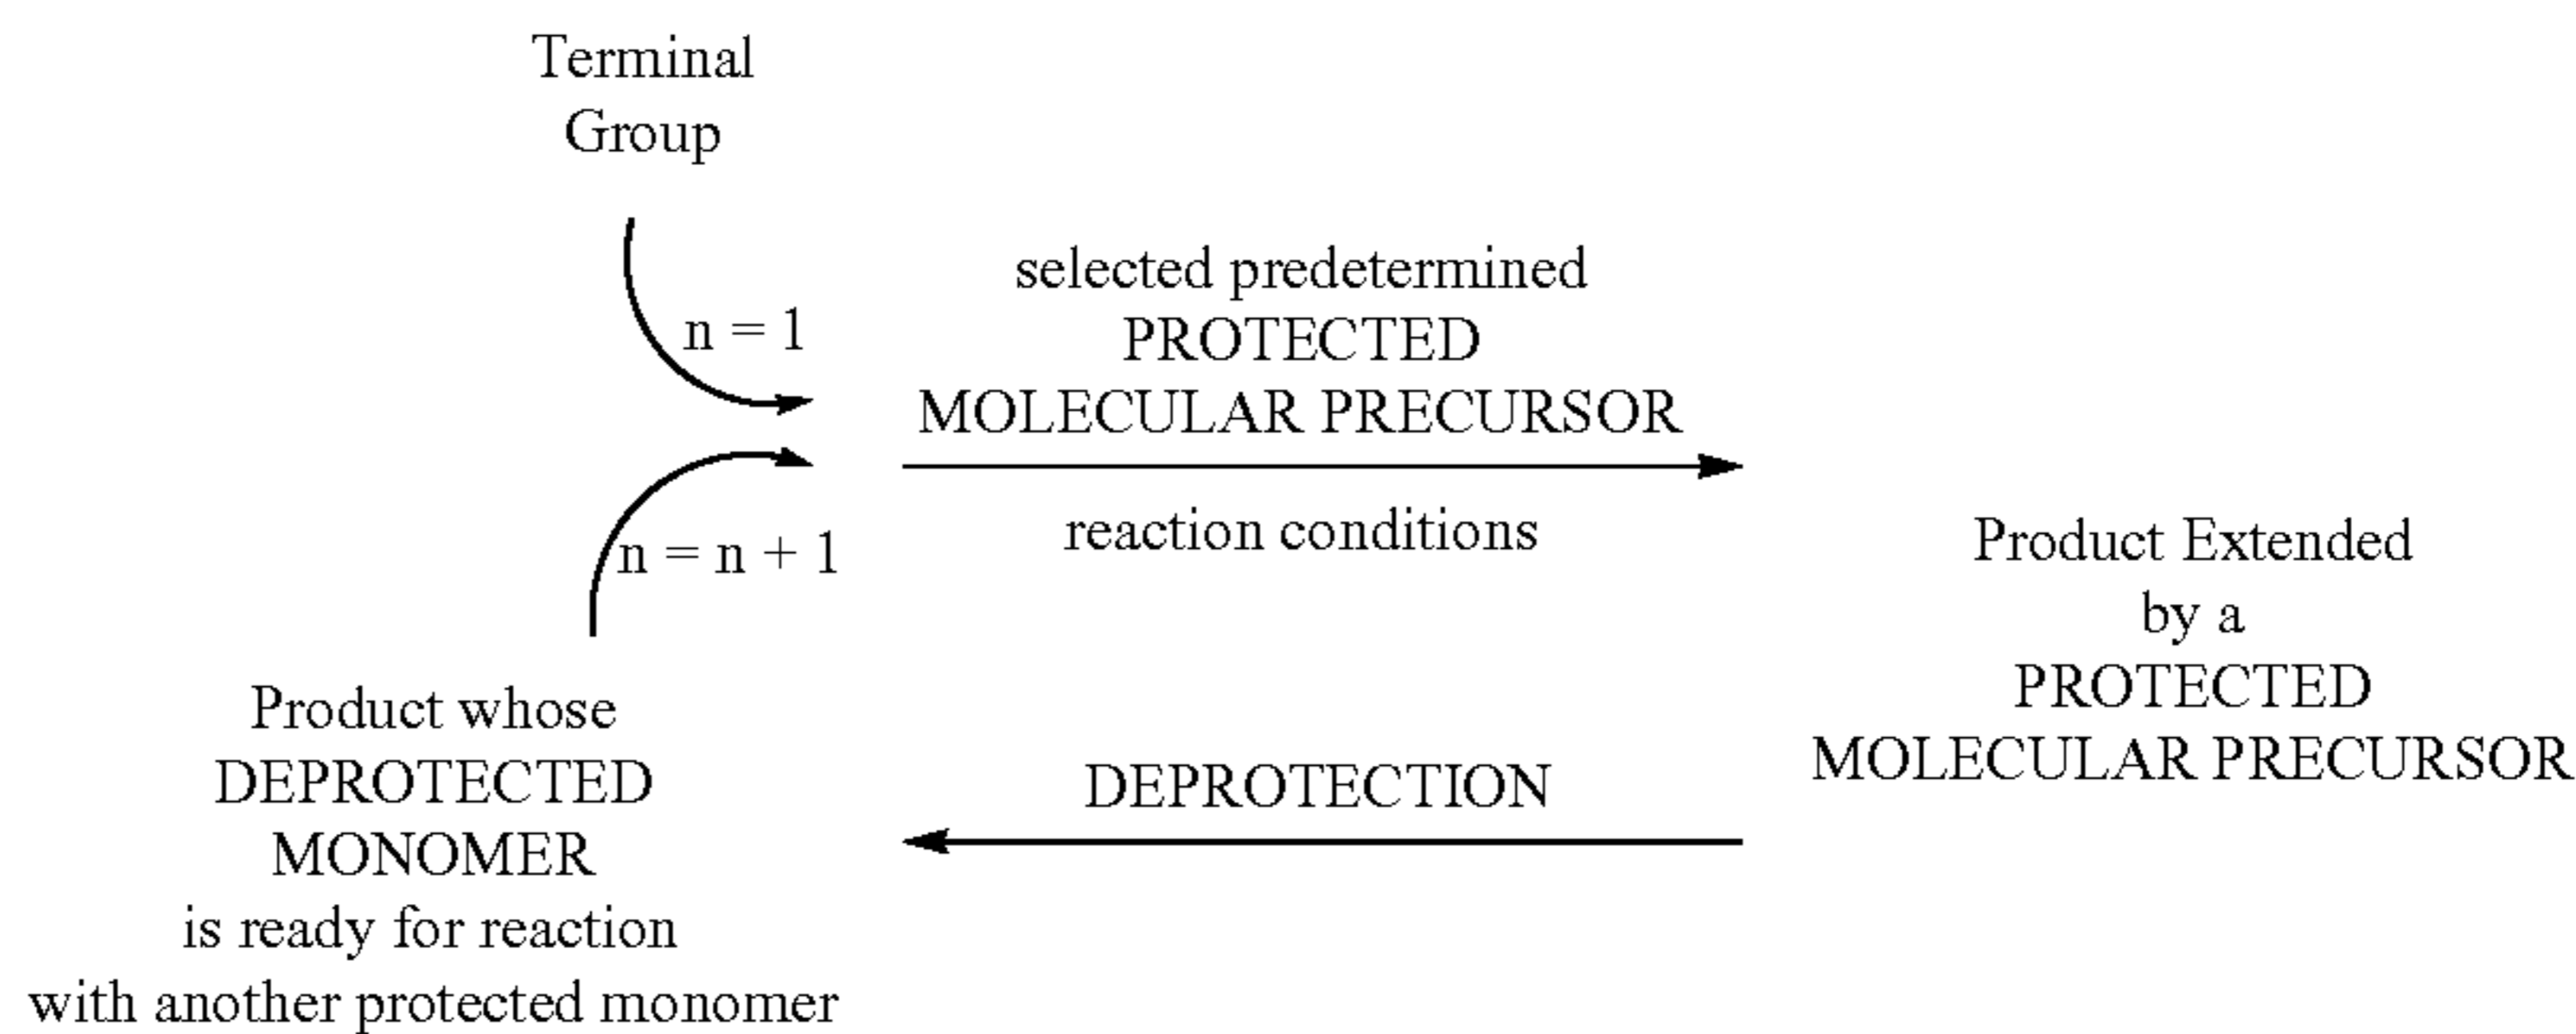 Terminal
Group
n = 1
selected predetermined
PROTECTED
MOLECULAR PRECURSOR
reaction conditions
n = n + 1
Product Extended
by a
PROTECTED
MOLECULAR PRECURSOR
DEPROTECTION
Product whose
DEPROTECTED
MONOMER
is ready for reaction
with another protected monomer